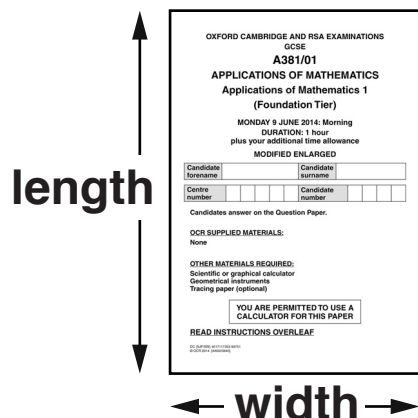 OXFORD CAMBRIDGE AND RSA EXAMINATIONS
GCSE
A381/01
APPLICATIONS OF MATHEMATICS
Applications of Mathematics 1
(Foundation Tier)
MONDAY 9 JUNE 2014: Morning
DURATION: 1 hour
plus your additional time allowance
MODIFIED ENLARGED
Candidate forename
Candidate surname
Centre number
Candidate number
Candidates answer on the Question Paper.
OCR SUPPLIED MATERIALS:
None
OTHER MATERIALS REQUIRED:
Scientific or graphical calculator
Geometrical instruments
Tracing paper (optional)
YOU ARE PERMITTED TO USE A
CALCULATOR FOR THIS PAPER
READ INSTRUCTIONS OVERLEAF
length
width